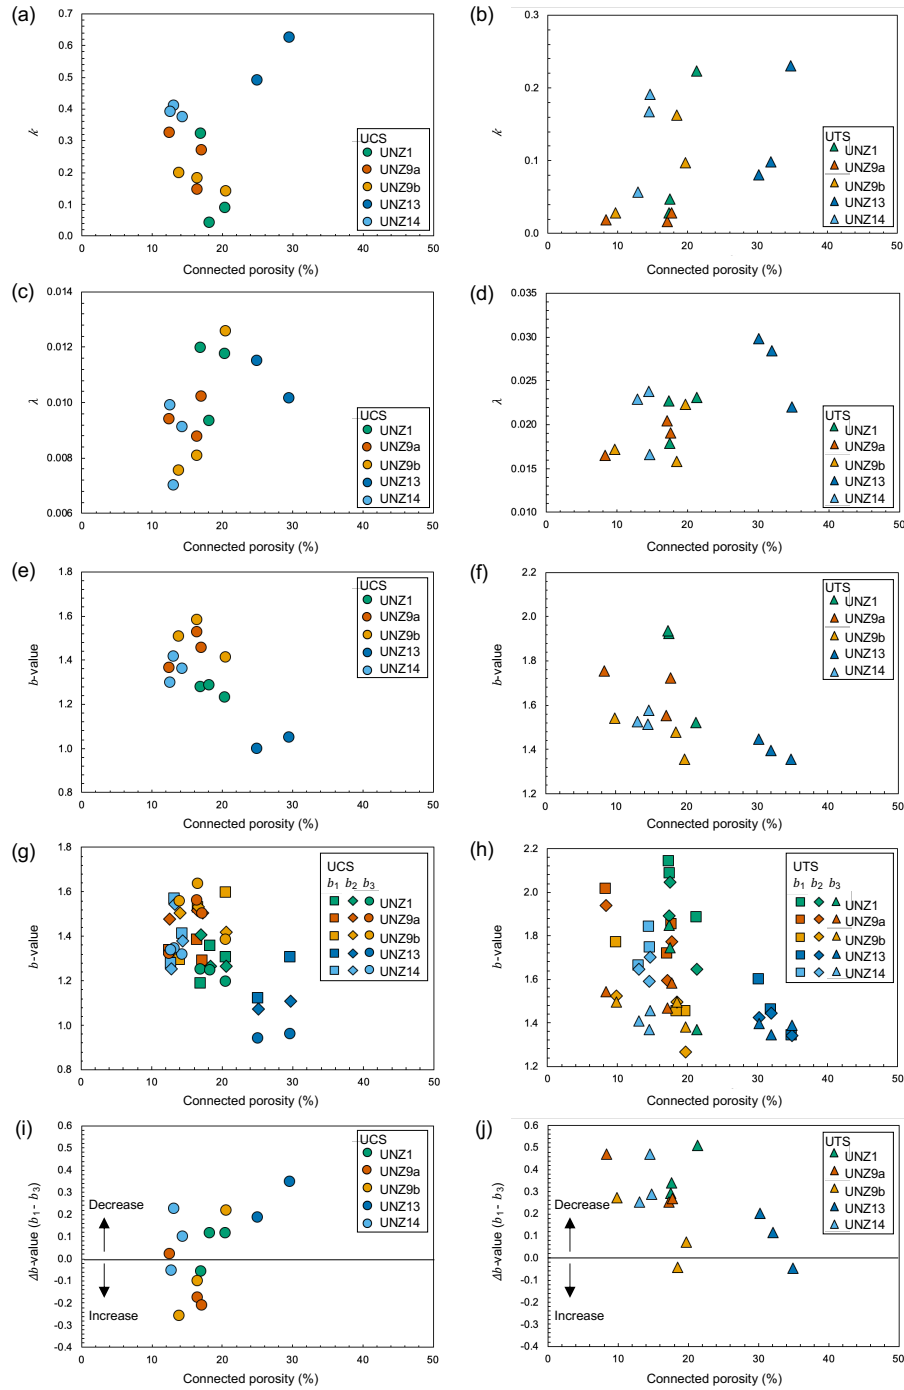 (a)
0.7
0.6
0.5
0.4
0.3
0.2
0.1
0.0
k
UCS
UNZ1
UNZ9a
UNZ9b
UNZ13
UNZ14
0 10 20 30 40 50
Connected porosity (%)
(b)
0.3
0.2
0.1
0.0
k
UTS
UNZ1
UNZ9a
UNZ9b
UNZ13
UNZ14
0 10 20 30 40 50
Connected porosity (%)
(c)
0.014
0.012
0.010
0.008
0.006
λ
UCS
UNZ1
UNZ9a
UNZ9b
UNZ13
UNZ14
0 10 20 30 40 50
Connected porosity (%)
(d)
0.035
0.030
0.025
0.020
0.015
0.010
λ
UTS
UNZ1
UNZ9a
UNZ9b
UNZ13
UNZ14
0 10 20 30 40 50
Connected porosity (%)
(e)
1.8
1.6
1.4
1.2
1.0
0.8
b-value
UCS
UNZ1
UNZ9a
UNZ9b
UNZ13
UNZ14
0 10 20 30 40 50
Connected porosity (%)
(f)
2.2
2.0
1.8
1.6
1.4
1.2
b-value
UTS
UNZ1
UNZ9a
UNZ9b
UNZ13
UNZ14
0 10 20 30 40 50
Connected porosity (%)
(g)
1.8
1.6
1.4
1.2
1.0
0.8
b-value
UCS
b₁ b₂ b₃
UNZ1
UNZ9a
UNZ9b
UNZ13
UNZ14
0 10 20 30 40 50
Connected porosity (%)
(h)
2.2
2.0
1.8
1.6
1.4
1.2
b-value
UTS
b₁ b₂ b₃
UNZ1
UNZ9a
UNZ9b
UNZ13
UNZ14
0 10 20 30 40 50
Connected porosity (%)
(i)
0.6
0.5
0.4
0.3
0.2
0.1
0.0
-0.1
-0.2
-0.3
-0.4
Δb-value (b₁- b₃)
Decrease
Increase
UCS
UNZ1
UNZ9a
UNZ9b
UNZ13
UNZ14
0 10 20 30 40 50
Connected porosity (%)
(j)
0.6
0.5
0.4
0.3
0.2
0.1
0.0
-0.1
-0.2
-0.3
-0.4
Δb-value (b₁- b₃)
Decrease
Increase
UTS
UNZ1
UNZ9a
UNZ9b
UNZ13
UNZ14
0 10 20 30 40 50
Connected porosity (%)